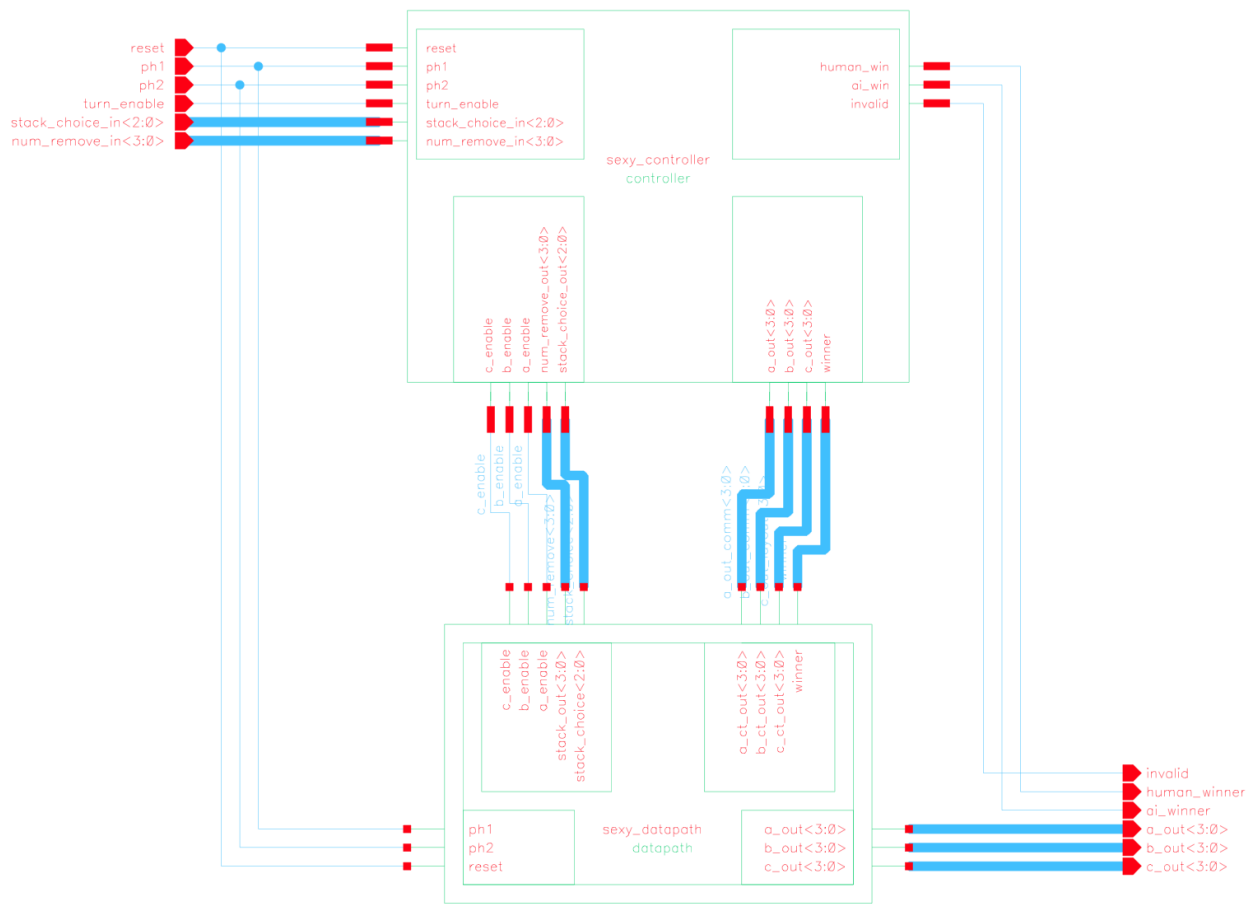 reset
ph1
ph2
turn_enable
stack_choice_in<2:0>
num_remove_in<3:0>
reset
ph1
ph2
turn_enable
stack_choice_in<2:0>
num_remove_in<3:0>
human_win
ai_win
invalid
sexy_controller
controller
c_enable
b_enable
a_enable
num_remove_out<3:0>
stack_choice_out<2:0>
a_out<3:0>
b_out<3:0>
c_out<3:0>
winner
c_enable
b_enable
a_enable
num_remove<3:0>
stack_choice<2:0>
a_out_comm<3:0>
c_enable
b_enable
a_enable
stack_out<3:0>
stack_choice<2:0>
a_ct_out<3:0>
b_ct_out<3:0>
c_ct_out<3:0>
winner
ph1
ph2
reset
sexy_datapath
datapath
a_out<3:0>
b_out<3:0>
c_out<3:0>
invalid
human_winner
ai_winner
a_out<3:0>
b_out<3:0>
c_out<3:0>